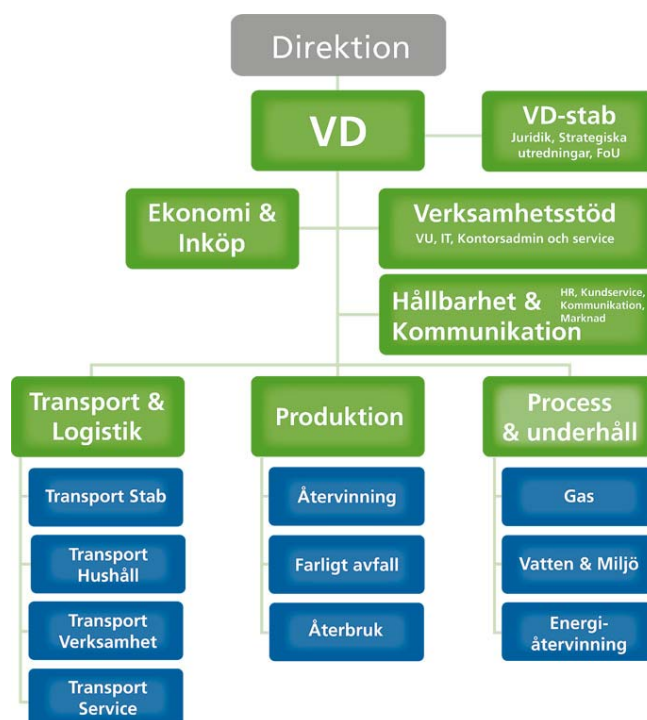 Direktion
VD
VD-stab
Juridik, Strategiska
utredningar, FoU
Ekonomi &
Inköp
Verksamhetsstöd
VU, IT, Kontorsadmin och service
Hållbarhet &
Kommunikation
HR, Kundservice,
Kommunikation,
Marknad
Transport &
Logistik
Transport Stab
Transport
Hushåll
Transport
Verksamhet
Transport
Service
Produktion
Återvinning
Farligt avfall
Återbruk
Process
& underhåll
Gas
Vatten & Miljö
Energi-
återvinning